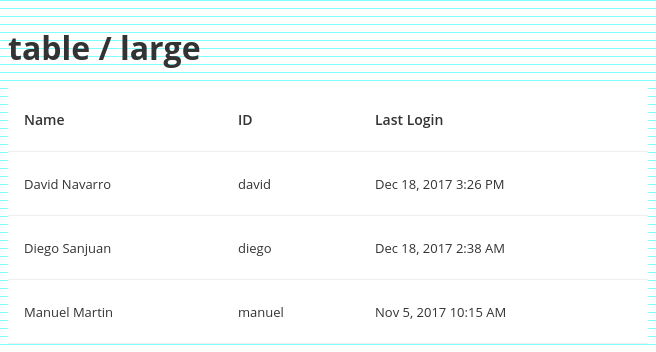 table / large
Name ID Last Login
David Navarro david Dec 18, 2017 3:26 PM
Diego Sanjuan diego Dec 18, 2017 2:38 AM
Manuel Martin manuel Nov 5, 2017 10:15 AM